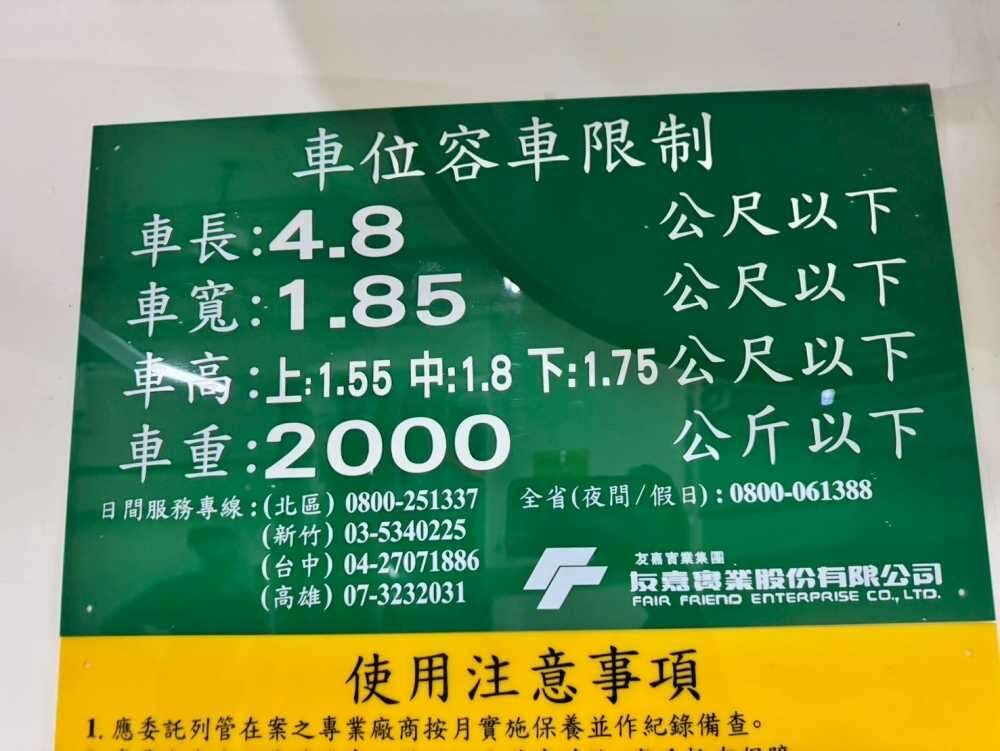 車位容車限制
車長:4.8 公尺以下
車寬:1.85 公尺以下
車高:上:1.55 中:1.8 下:1.75 公尺以下
車重:2000 公斤以下
日間服務專線:(北區) 0800-251337 全省(夜間/假日):0800-061388
(新竹) 03-5340225
(台中) 04-27071886
(高雄) 07-3232031
友嘉實業集團
友嘉實業股份有限公司
FAIR FRIEND ENTERPRISE CO., LTD.
使用注意事項
1. 應委託列管在案之專業廠商按月實施保養並作紀錄備查。